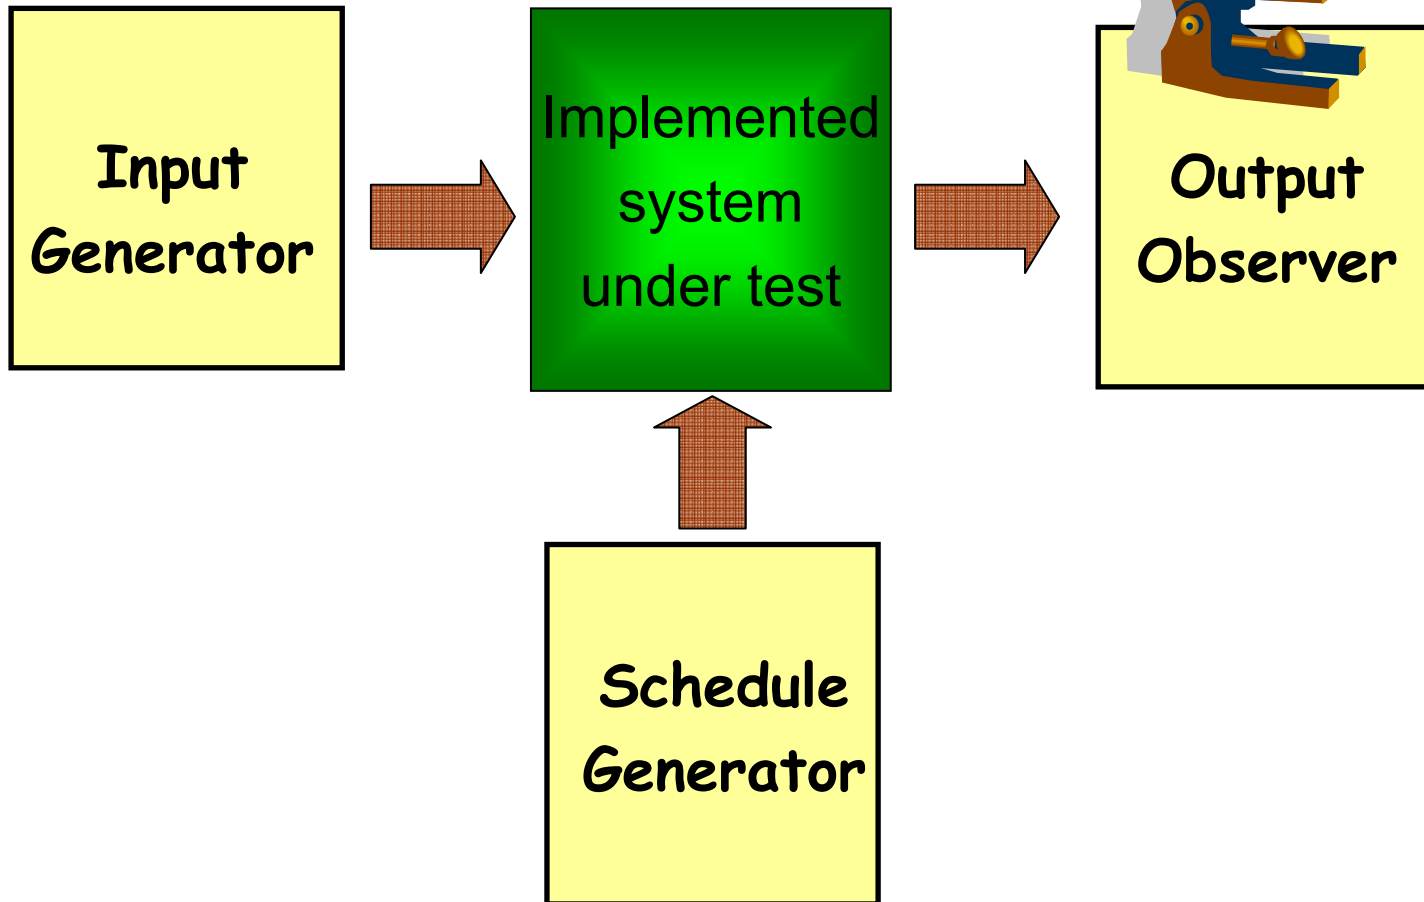 Input
Generator
Implemented
system
under test
Output
Observer
Schedule
Generator